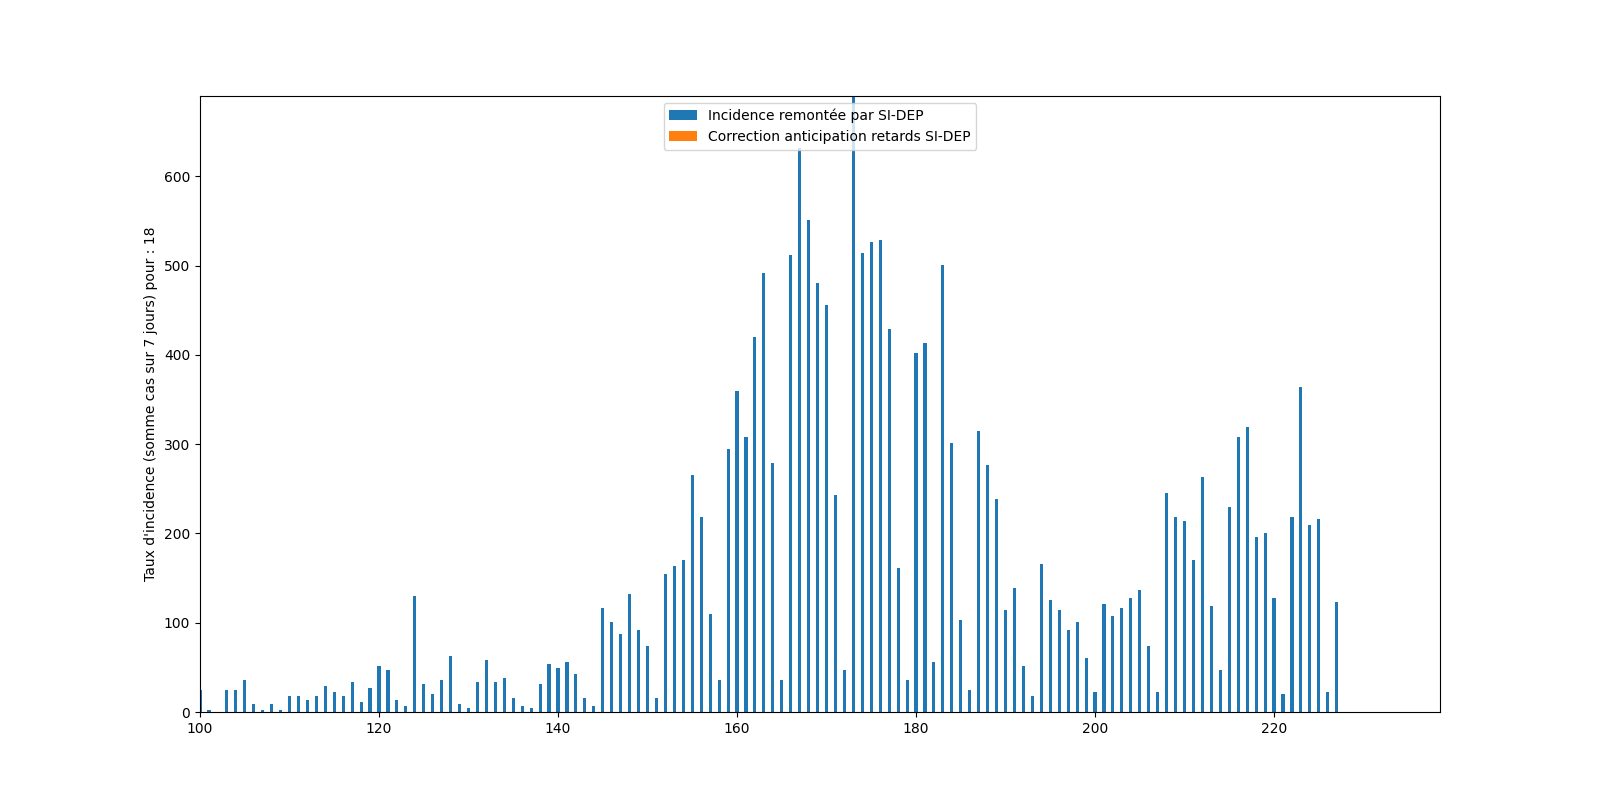 Incidence remontée par SI-DEP
Correction anticipation retards SI-DEP
Taux d'incidence (somme cas sur 7 jours) pour : 18
600
500
400
300
200
100
0
100 120 140 160 180 200 220